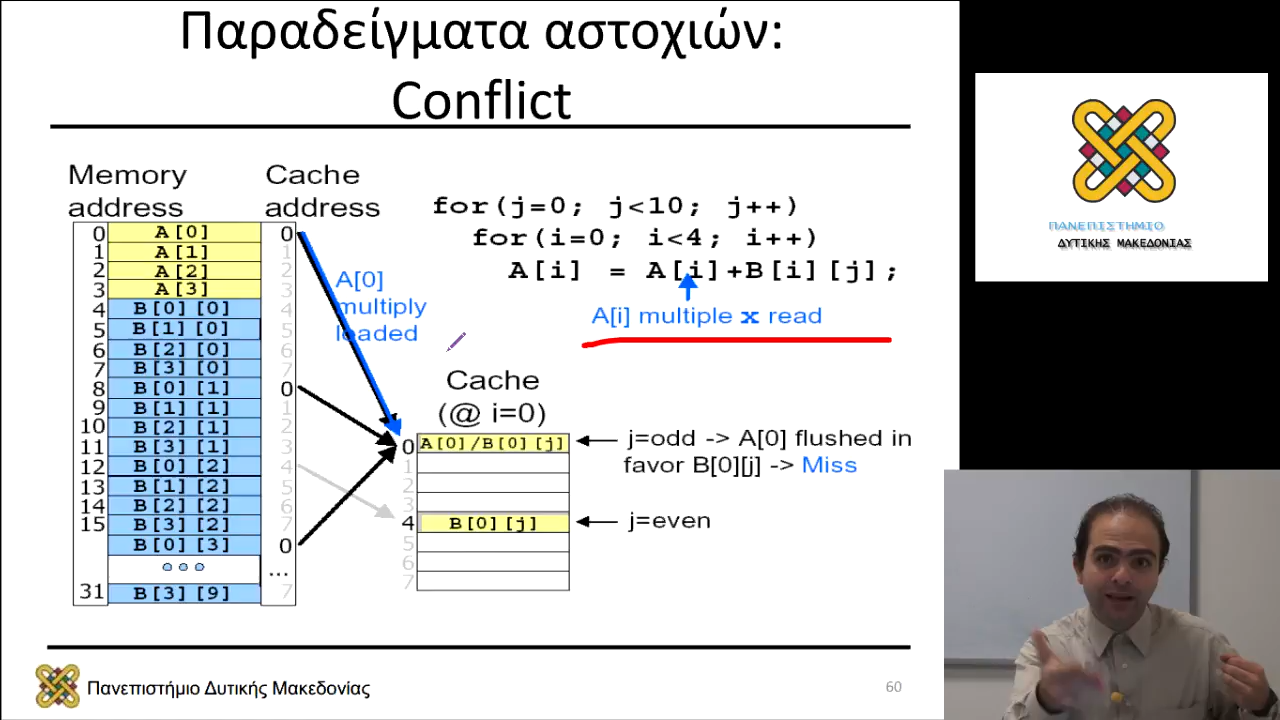 Παραδείγματα αστοχιών:
Conflict
Memory address
Cache address
0 A[0] 0
1 A[1] 1
2 A[2] 2
3 A[3] 3
4 B[0][0] 4
5 B[1][0] 5
6 B[2][0] 6
7 B[3][0] 7
8 B[0][1] 0
9 B[1][1] 1
10 B[2][1] 2
11 B[3][1] 3
12 B[0][2] 4
13 B[1][2] 5
14 B[2][2] 6
15 B[3][2] 7
B[0][3] 0
...
31 B[3][9] 7
A[0]
multiply
loaded
for(j=0; j<10; j++)
for(i=0; i<4; i++)
A[i] = A[i]+B[i][j];
A[i] multiple x read
Cache
(@ i=0)
0 A[0]/B[0][j]
1
2
3
4 B[0][j]
5
6
7
j=odd -> A[0] flushed in
favor B[0][j] -> Miss
j=even
Πανεπιστήμιο Δυτικής Μακεδονίας
60
ΠΑΝΕΠΙΣΤΗΜΙΟ
ΔΥΤΙΚΗΣ ΜΑΚΕΔΟΝΙΑΣ